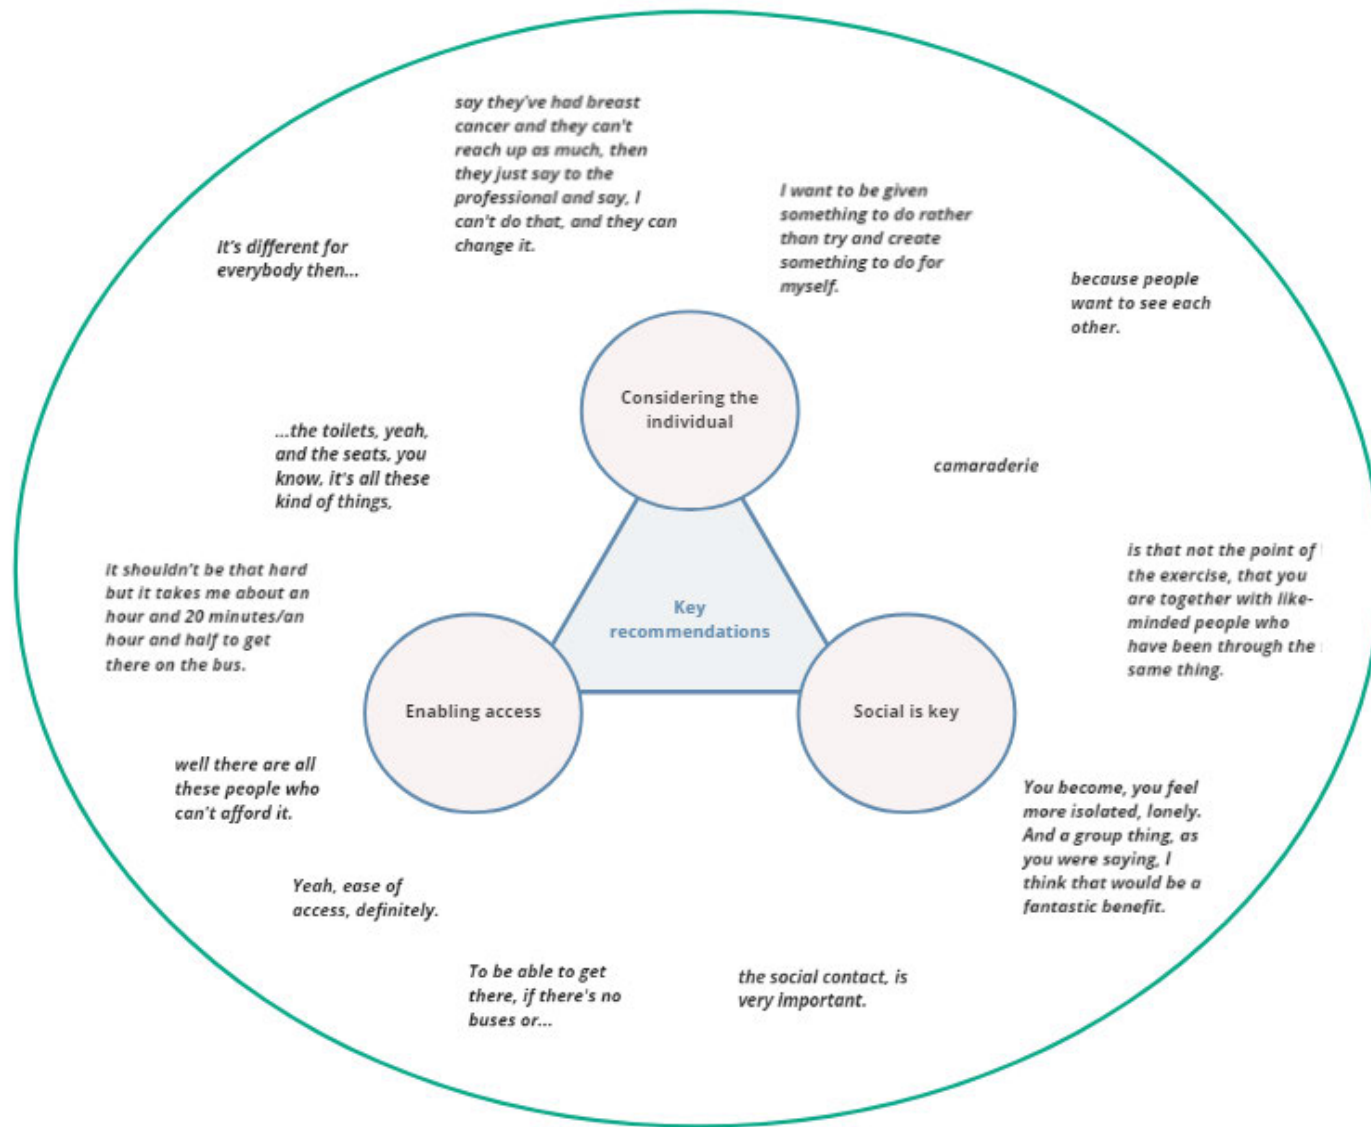 say they've had breast
cancer and they can't
reach up as much, then
they just say to the
professional and say, I
can't do that, and they can
change it.
I want to be given
something to do rather
than try and create
something to do for
myself.
It's different for
everybody then...
because people
want to see each
other.
Considering the
individual
...the toilets, yeah,
and the seats, you
know, it's all these
kind of things,
camaraderie
is that not the point of
the exercise, that you
are together with like-
minded people who
have been through the
same thing.
it shouldn't be that hard
but it takes me about an
hour and 20 minutes/an
hour and half to get
there on the bus.
Key
recommendations
Enabling access
Social is key
well there are all
these people who
can't afford it.
You become, you feel
more isolated, lonely.
And a group thing, as
you were saying, I
think that would be a
fantastic benefit.
Yeah, ease of
access, definitely.
To be able to get
there, if there's no
buses or...
the social contact, is
very important.